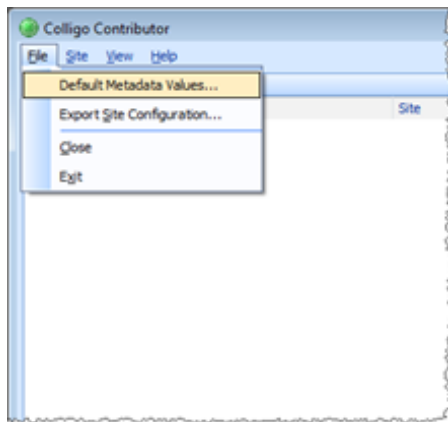 Colligo Contributor
File Site View Help
Default Metadata Values...
Site
Export Site Configuration...
Close
Exit